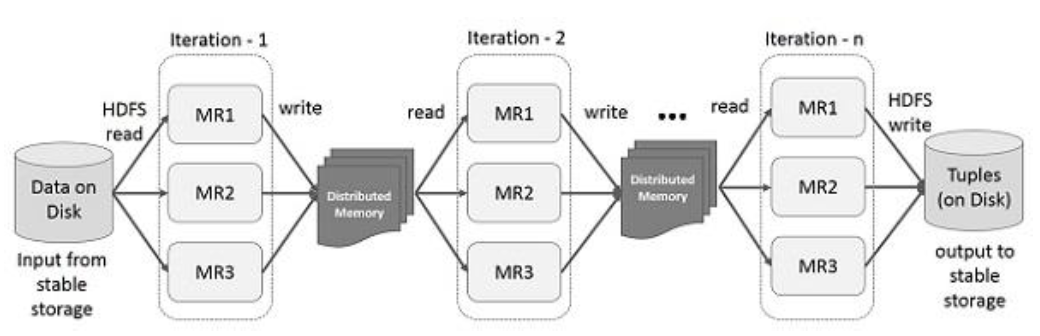 Iteration - 1
Iteration - 2
Iteration - n
HDFS
read
MR1
write
read
MR1
write
...
read
MR1
HDFS
write
Data on
Disk
MR2
Distributed
Memory
MR2
Distributed
Memory
MR2
Tuples
(on Disk)
Input from
stable
storage
MR3
MR3
MR3
output to
stable
storage